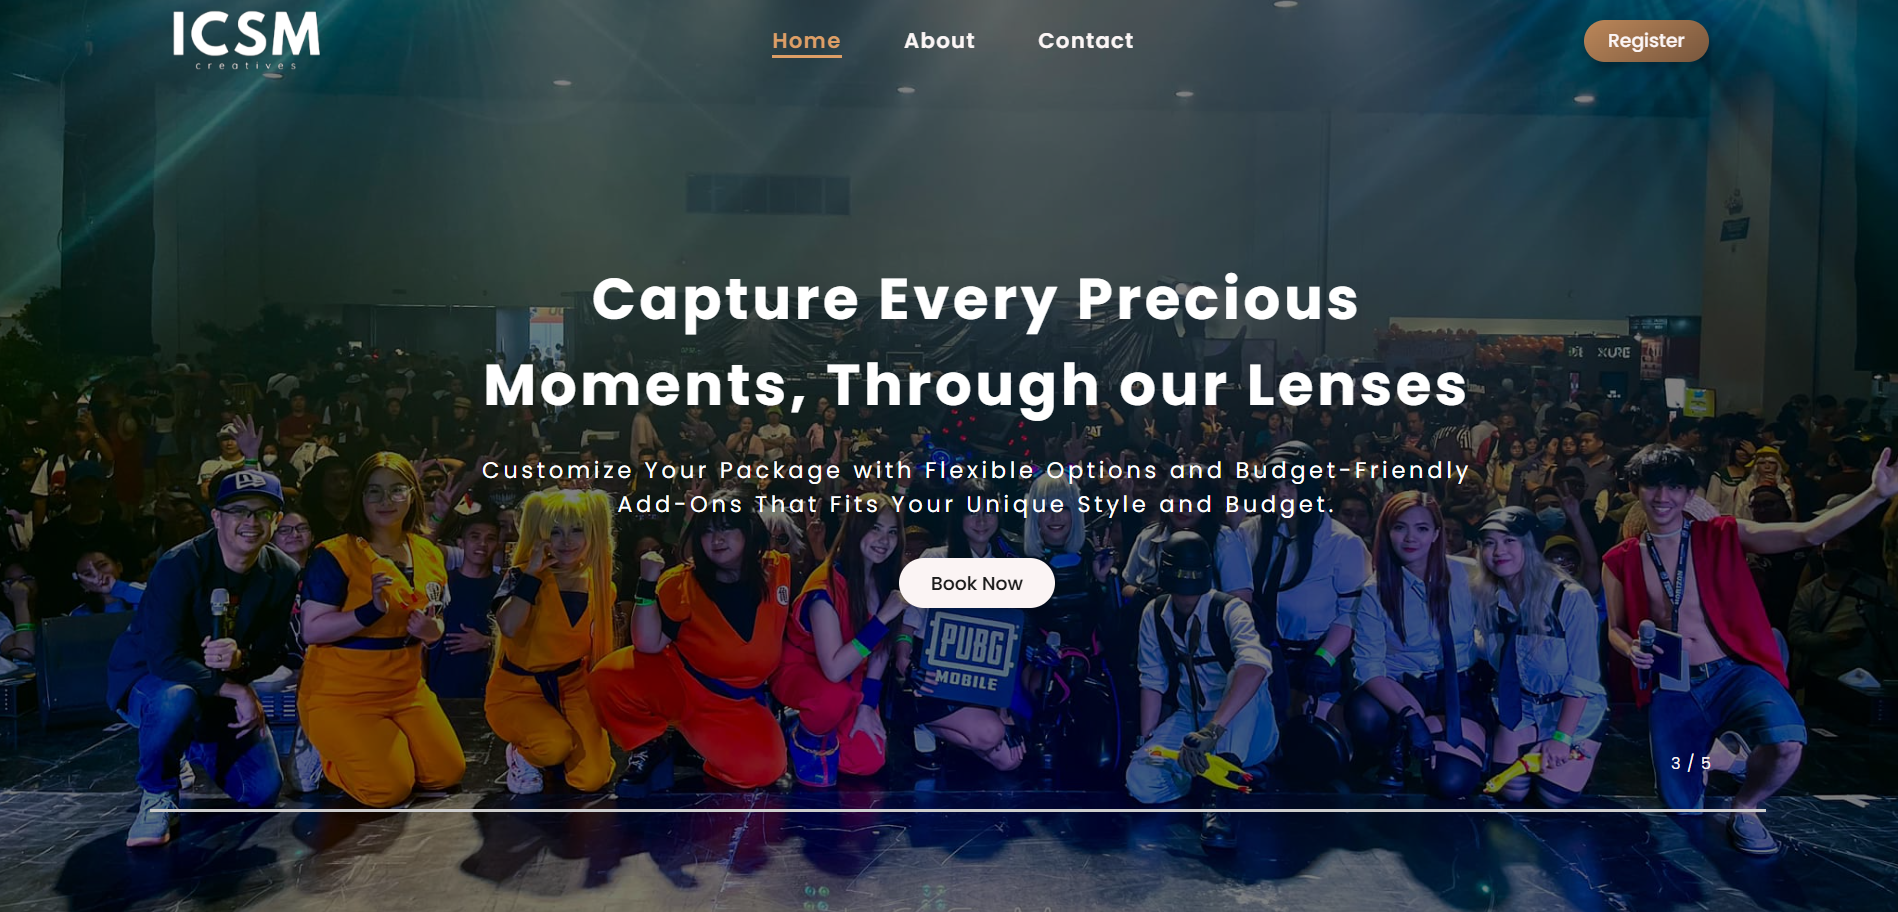 ICSM
creatives
Home
About
Contact
Register
Capture Every Precious
Moments, Through our Lenses
Customize Your Package with Flexible Options and Budget-Friendly
Add-Ons That Fits Your Unique Style and Budget.
Book Now
PUBG
MOBILE
3 / 5